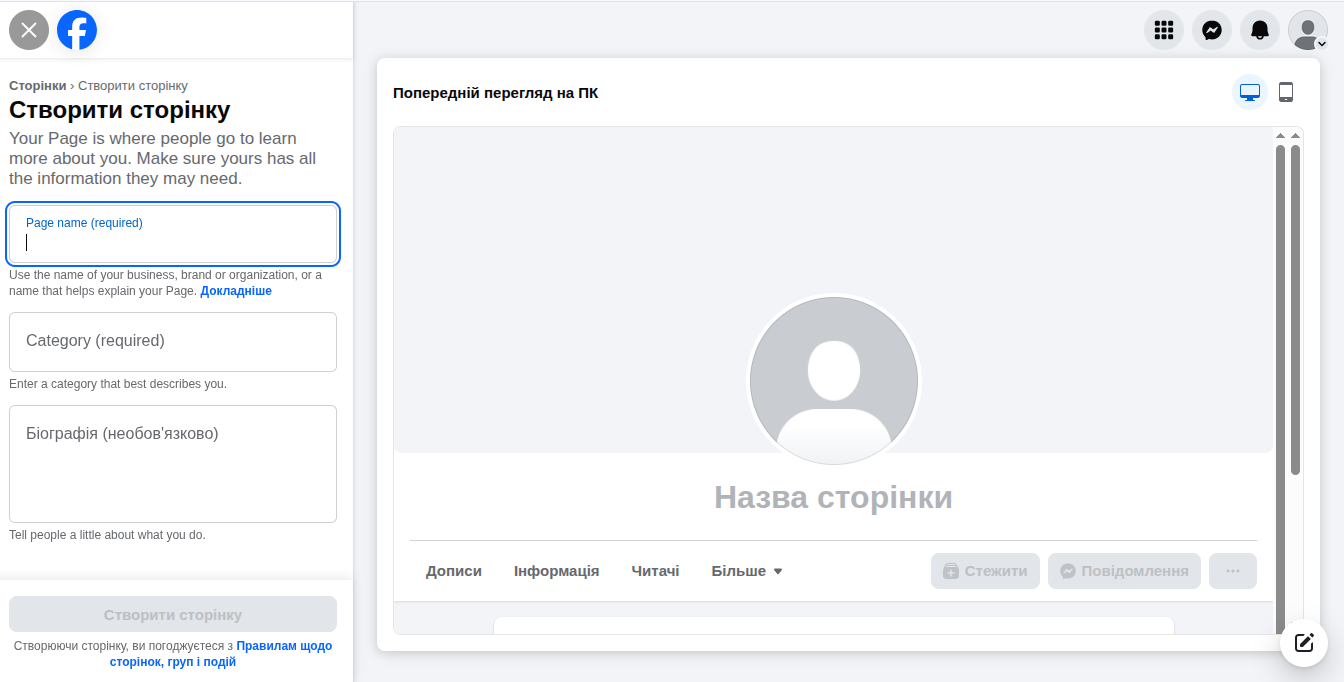 Сторінки › Створити сторінку
Створити сторінку
Your Page is where people go to learn
more about you. Make sure yours has all
the information they may need.
Page name (required)
Use the name of your business, brand or organization, or a
name that helps explain your Page. Докладніше
Category (required)
Enter a category that best describes you.
Біографія (необов'язково)
Tell people a little about what you do.
Створити сторінку
Створюючи сторінку, ви погоджуєтеся з Правилам щодо
сторінок, груп і подій
Попередній перегляд на ПК
Назва сторінки
Дописи Інформація Читачі Більше Стежити Повідомлення